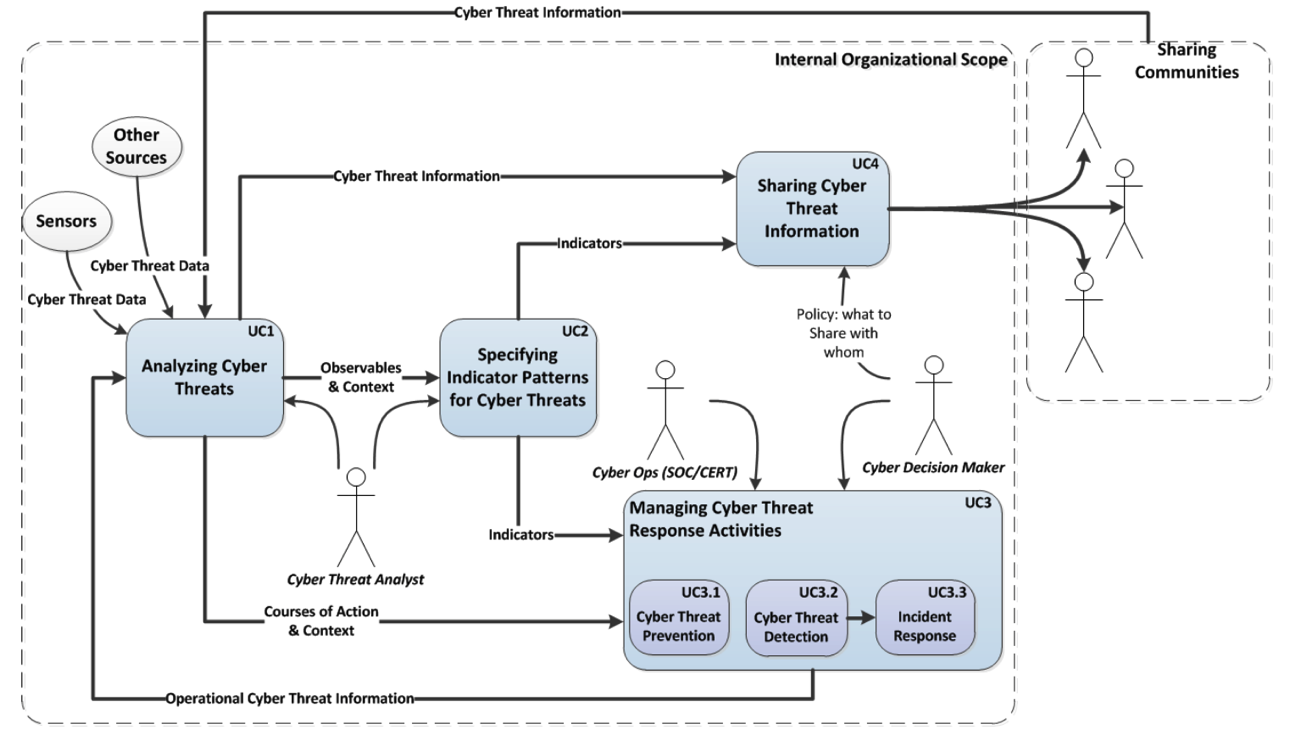 Cyber Threat Information
Internal Organizational Scope
Sharing
Communities
Other
Sources
Sensors
Cyber Threat Data
Cyber Threat Data
Cyber Threat Information
UC4
Sharing Cyber
Threat
Information
Indicators
Policy: what to
Share with
whom
UC1
Analyzing Cyber
Threats
Observables
& Context
UC2
Specifying
Indicator Patterns
for Cyber Threats
Cyber Ops (SOC/CERT)
Cyber Decision Maker
Cyber Threat Analyst
Indicators
Courses of Action
& Context
UC3
Managing Cyber Threat
Response Activities
UC3.1
Cyber Threat
Prevention
UC3.2
Cyber Threat
Detection
UC3.3
Incident
Response
Operational Cyber Threat Information